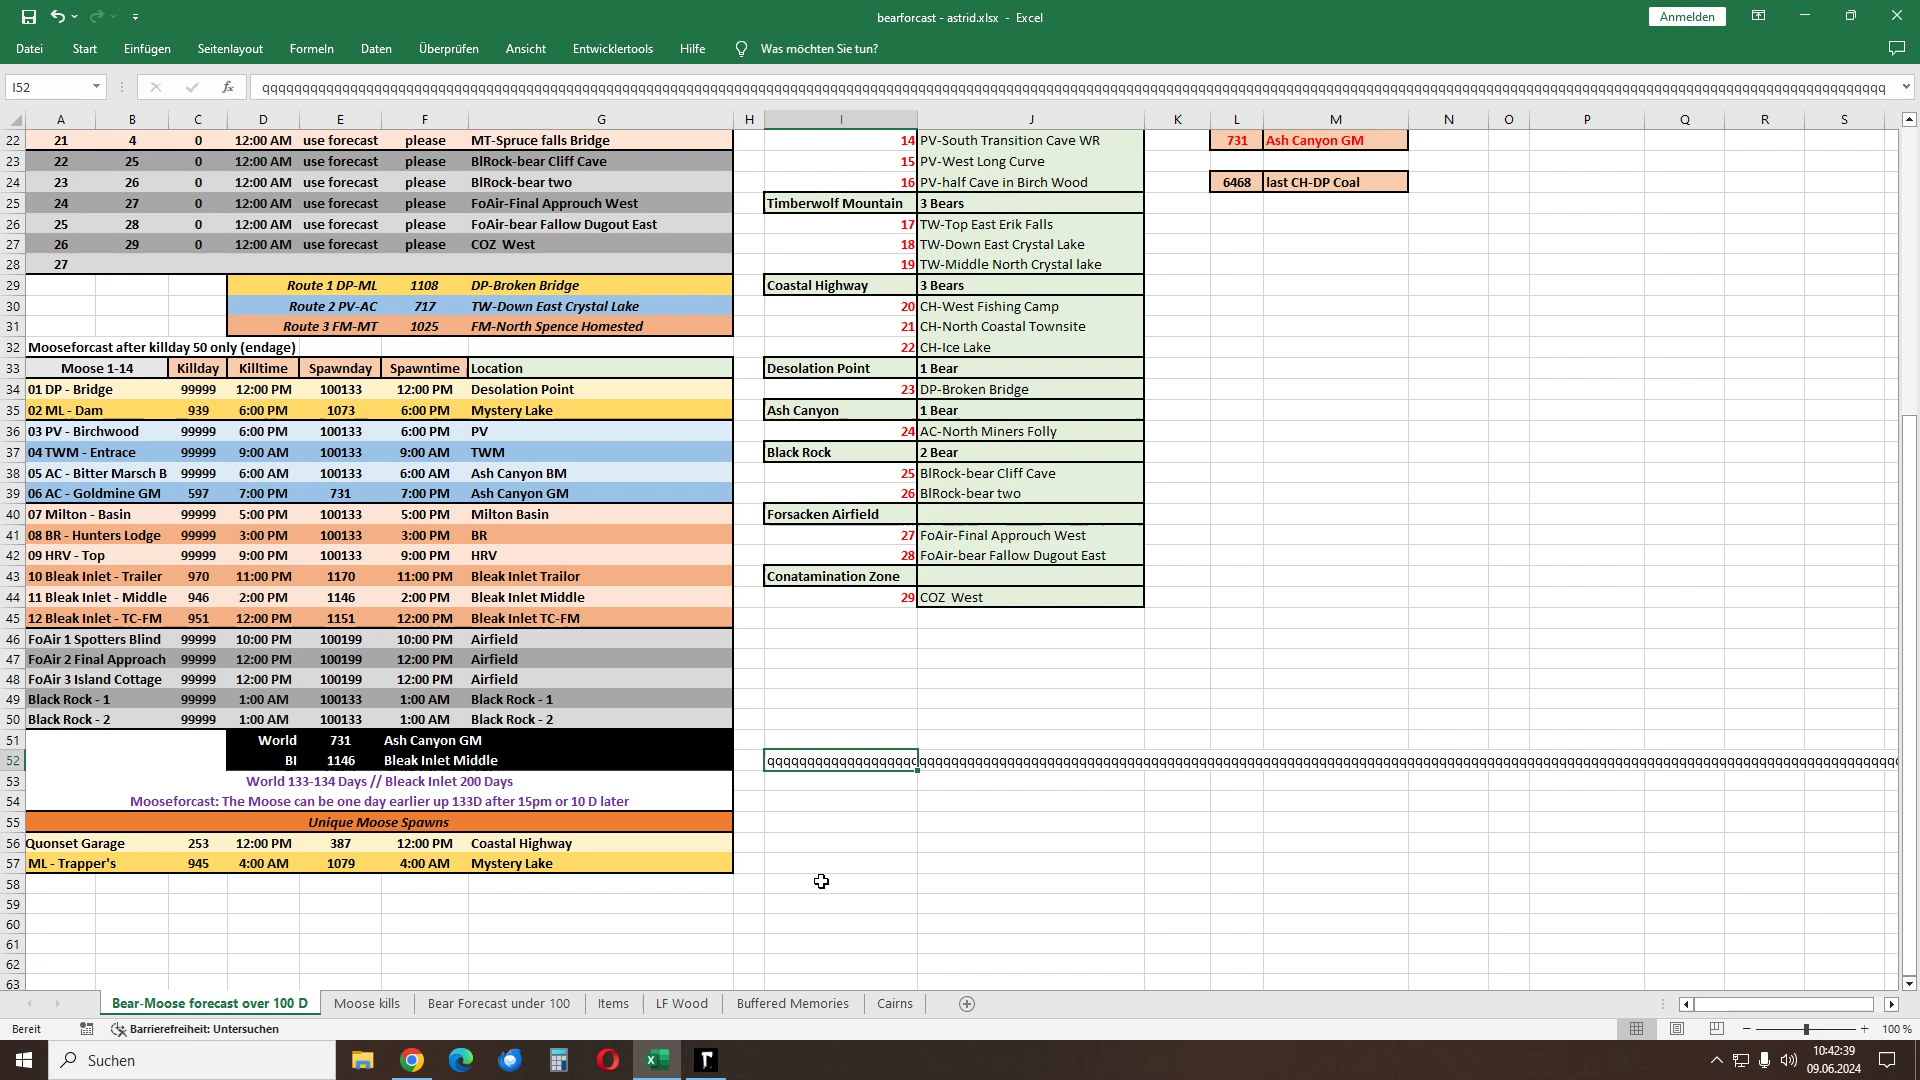 bearforcast - astrid.xlsx - Excel
Anmelden
Datei Start Einfügen Seitenlayout Formeln Daten Überprüfen Ansicht Entwicklertools Hilfe Was möchten Sie tun?
I52 fx
A B C D E F G H I J K L M N O P Q R S
22 21 4 0 12:00 AM use forecast please MT-Spruce falls Bridge 14 PV-South Transition Cave WR 731 Ash Canyon GM
23 22 25 0 12:00 AM use forecast please BlRock-bear Cliff Cave 15 PV-West Long Curve
24 23 26 0 12:00 AM use forecast please BlRock-bear two 16 PV-half Cave in Birch Wood 6468 last CH-DP Coal
25 24 27 0 12:00 AM use forecast please FoAir-Final Approuch West Timberwolf Mountain 3 Bears
26 25 28 0 12:00 AM use forecast please FoAir-bear Fallow Dugout East 17 TW-Top East Erik Falls
27 26 29 0 12:00 AM use forecast please COZ West 18 TW-Down East Crystal Lake
28 27 19 TW-Middle North Crystal lake
29 Route 1 DP-ML 1108 DP-Broken Bridge Coastal Highway 3 Bears
30 Route 2 PV-AC 717 TW-Down East Crystal Lake 20 CH-West Fishing Camp
31 Route 3 FM-MT 1025 FM-North Spence Homested 21 CH-North Coastal Townsite
32 Mooseforcast after killday 50 only (endage) 22 CH-Ice Lake
33 Moose 1-14 Killday Killtime Spawnday Spawntime Location Desolation Point 1 Bear
34 01 DP - Bridge 99999 12:00 PM 100133 12:00 PM Desolation Point 23 DP-Broken Bridge
35 02 ML - Dam 939 6:00 PM 1073 6:00 PM Mystery Lake Ash Canyon 1 Bear
36 03 PV - Birchwood 99999 6:00 PM 100133 6:00 PM PV 24 AC-North Miners Folly
37 04 TWM - Entrace 99999 9:00 AM 100133 9:00 AM TWM Black Rock 2 Bear
38 05 AC - Bitter Marsch B 99999 6:00 AM 100133 6:00 AM Ash Canyon BM 25 BlRock-bear Cliff Cave
39 06 AC - Goldmine GM 597 7:00 PM 731 7:00 PM Ash Canyon GM 26 BlRock-bear two
40 07 Milton - Basin 99999 5:00 PM 100133 5:00 PM Milton Basin Forsacken Airfield
41 08 BR - Hunters Lodge 99999 3:00 PM 100133 3:00 PM BR 27 FoAir-Final Approuch West
42 09 HRV - Top 99999 9:00 PM 100133 9:00 PM HRV 28 FoAir-bear Fallow Dugout East
43 10 Bleak Inlet - Trailer 970 11:00 PM 1170 11:00 PM Bleak Inlet Trailor Conatamination Zone
44 11 Bleak Inlet - Middle 946 2:00 PM 1146 2:00 PM Bleak Inlet Middle 29 COZ West
45 12 Bleak Inlet - TC-FM 951 12:00 PM 1151 12:00 PM Bleak Inlet TC-FM
46 FoAir 1 Spotters Blind 99999 10:00 PM 100199 10:00 PM Airfield
47 FoAir 2 Final Approach 99999 12:00 PM 100199 12:00 PM Airfield
48 FoAir 3 Island Cottage 99999 12:00 PM 100199 12:00 PM Airfield
49 Black Rock - 1 99999 1:00 AM 100133 1:00 AM Black Rock - 1
50 Black Rock - 2 99999 1:00 AM 100133 1:00 AM Black Rock - 2
51 World 731 Ash Canyon GM
52 BI 1146 Bleak Inlet Middle
53 World 133-134 Days // Bleack Inlet 200 Days
54 Mooseforcast: The Moose can be one day earlier up 133D after 15pm or 10 D later
55 Unique Moose Spawns
56 Quonset Garage 253 12:00 PM 387 12:00 PM Coastal Highway
57 ML - Trapper's 945 4:00 AM 1079 4:00 AM Mystery Lake
58
59
60
61
62
63
Bear-Moose forecast over 100 D Moose kills Bear Forecast under 100 Items LF Wood Buffered Memories Cairns
Bereit Barrierefreiheit: Untersuchen 100 %
Suchen 10:42:39
09.06.2024